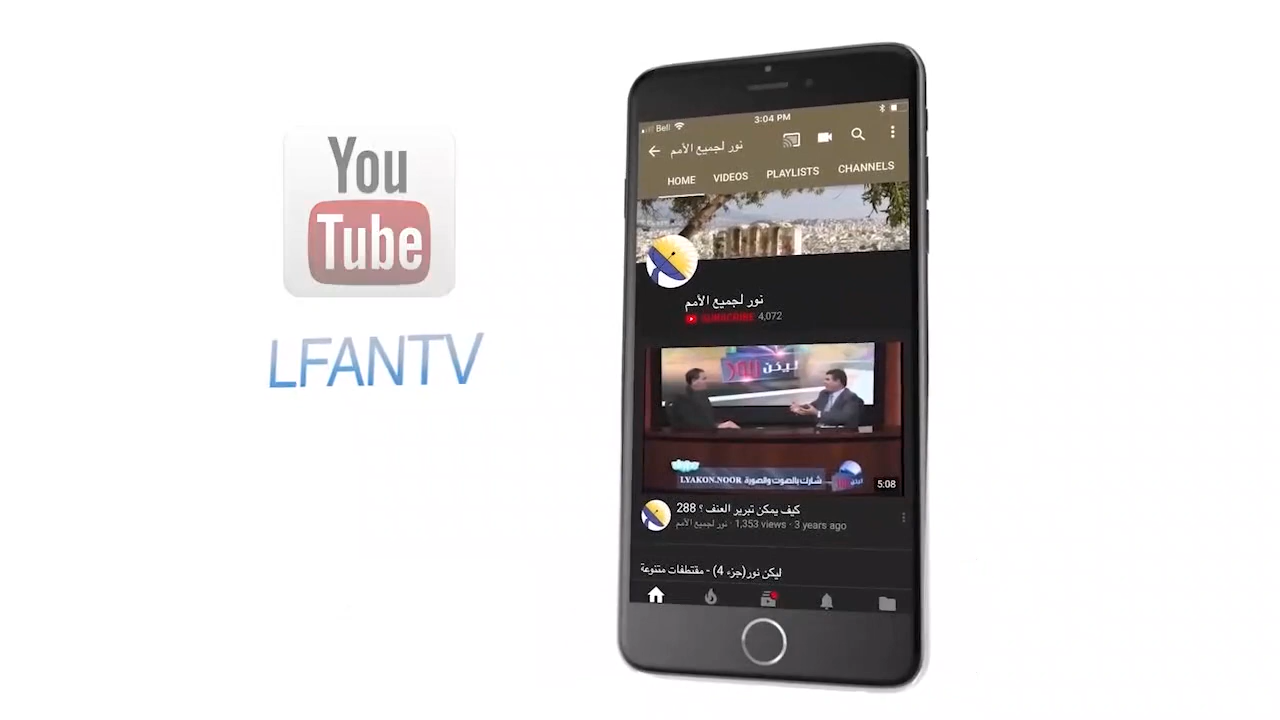 You
Tube
LFANTV
Bell
3:04 PM
نور لجميع الأمم
HOME
VIDEOS
PLAYLISTS
CHANNELS
نور لجميع الأمم
SUBSCRIBE 4,072
ليكن نور
LYAKON.NOOR شارك بالصوت والصورة
ليكن
5:08
كيف يمكن تبرير العنف ؟ 288
نور لجميع الأمم · 1,353 views · 3 years ago
ليكن نور(جزء 4) - مقتطفات متنوعة